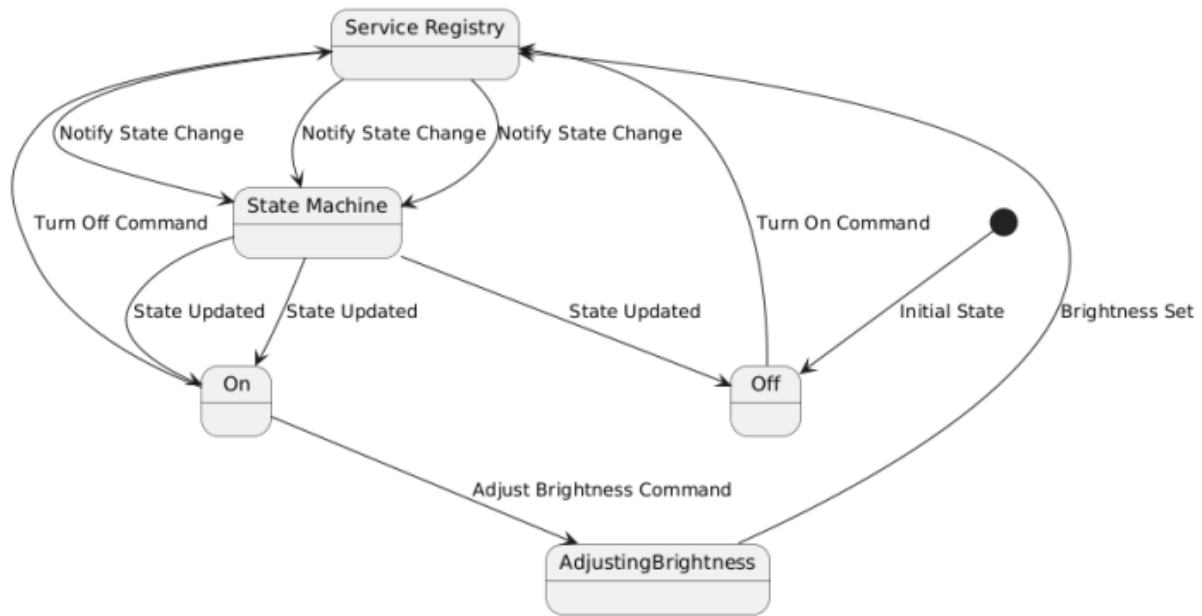 Service Registry
Notify State Change
Notify State Change
Notify State Change
State Machine
Turn Off Command
Turn On Command
State Updated
State Updated
State Updated
Initial State
Brightness Set
On
Off
Adjust Brightness Command
AdjustingBrightness